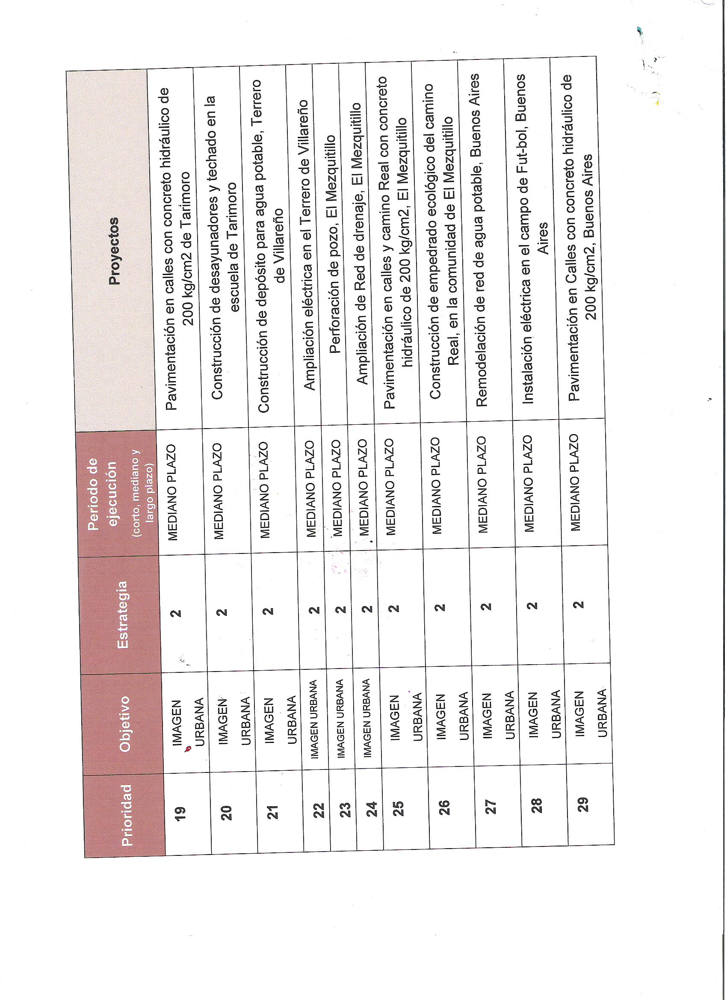 Prioridad Objetivo Estrategia Periodo de ejecución (corto, mediano y largo plazo) Proyectos
19 IMAGEN URBANA 2 MEDIANO PLAZO Pavimentación en calles con concreto hidráulico de
200 kg/cm2 de Tarimoro
20 IMAGEN URBANA 2 MEDIANO PLAZO Construcción de desayunadores y techado en la
escuela de Tarimoro
21 IMAGEN URBANA 2 MEDIANO PLAZO Construcción de depósito para agua potable, Terrero
de Villareño
22 IMAGEN URBANA 2 MEDIANO PLAZO Ampliación eléctrica en el Terrero de Villareño
23 IMAGEN URBANA 2 MEDIANO PLAZO Perforación de pozo, El Mezquitillo
24 IMAGEN URBANA 2 MEDIANO PLAZO Ampliación de Red de drenaje, El Mezquitillo
25 IMAGEN URBANA 2 MEDIANO PLAZO Pavimentación en calles y camino Real con concreto
hidráulico de 200 kg/cm2, El Mezquitillo
26 IMAGEN URBANA 2 MEDIANO PLAZO Construcción de empedrado ecológico del camino
Real, en la comunidad de El Mezquitillo
27 IMAGEN URBANA 2 MEDIANO PLAZO Remodelación de red de agua potable, Buenos Aires
28 IMAGEN URBANA 2 MEDIANO PLAZO Instalación eléctrica en el campo de Fut-bol, Buenos
Aires
29 IMAGEN URBANA 2 MEDIANO PLAZO Pavimentación en Calles con concreto hidráulico de
200 kg/cm2, Buenos Aires